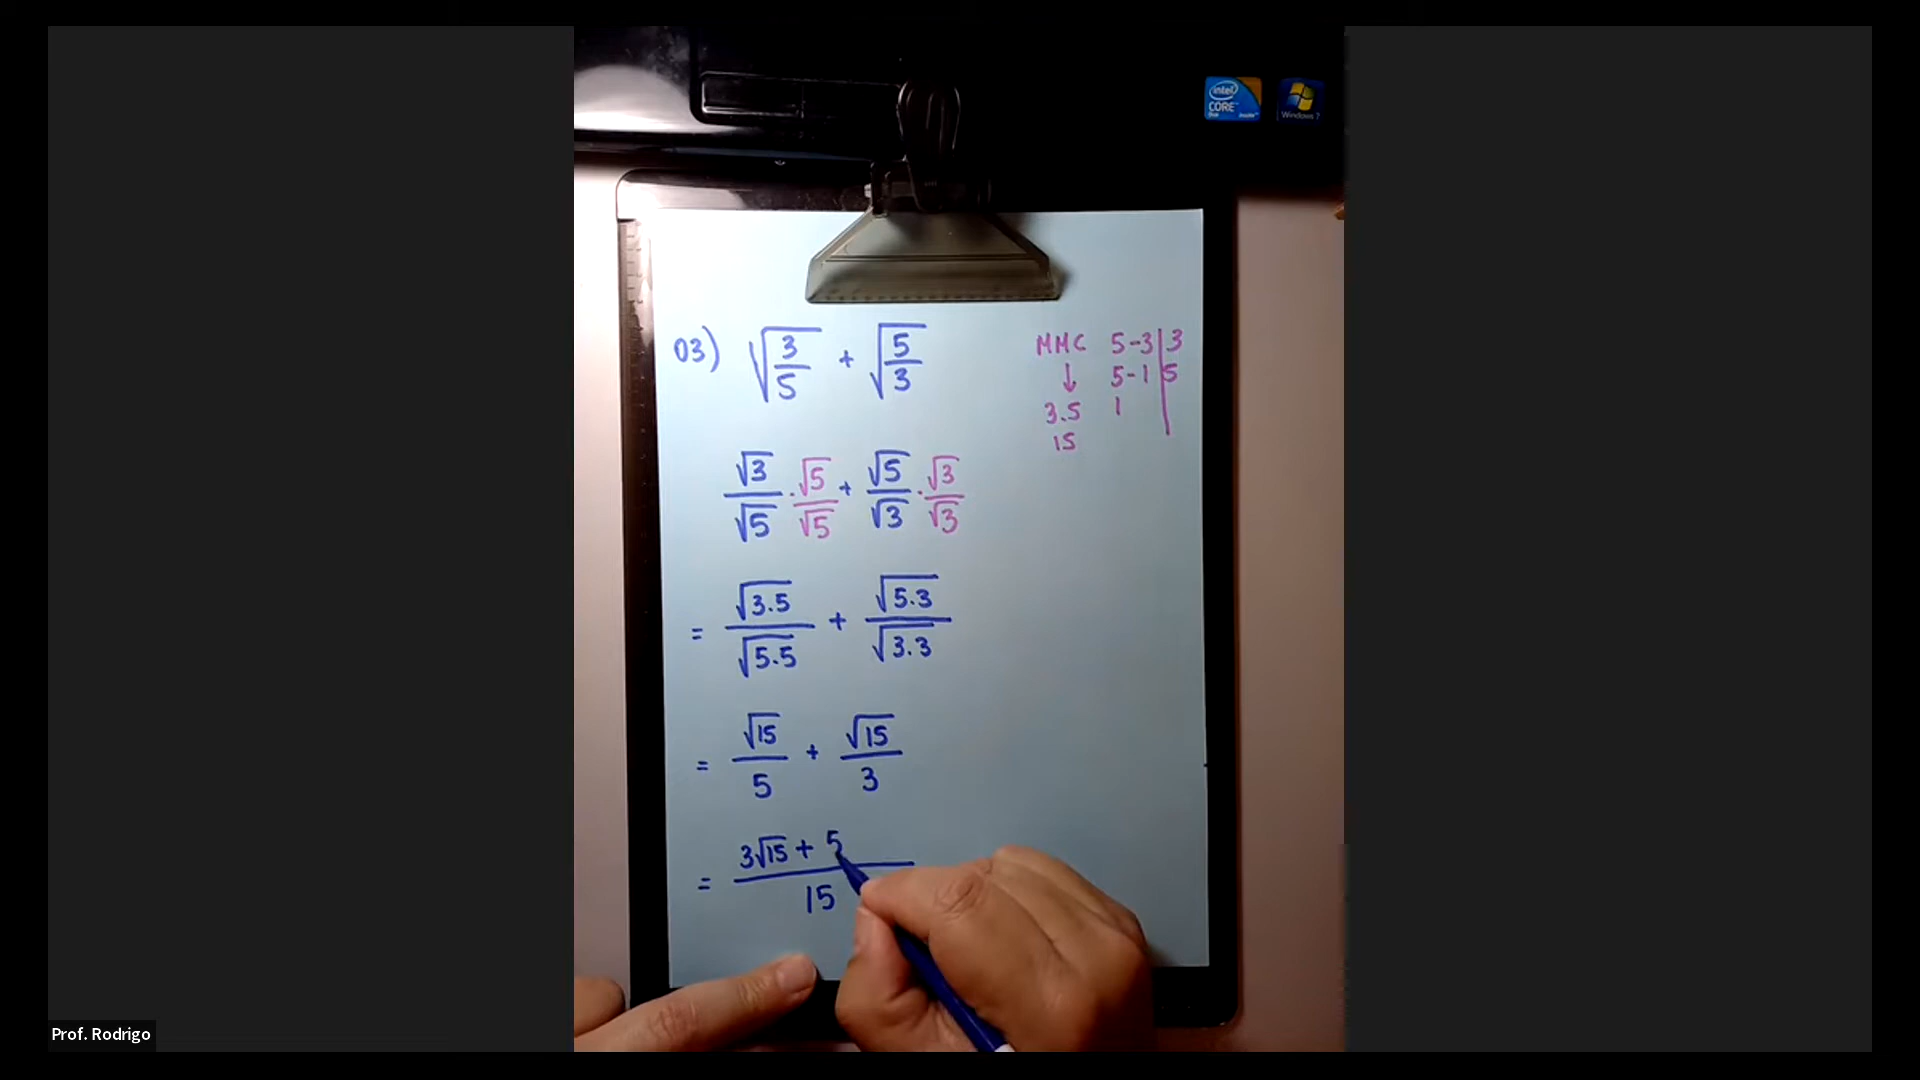 intel
CORE
inside
Windows 7
03) √(3/5) + √(5/3)
MMC 5-3|3
↓ 5-1|5
3.5 1
15
√3/√5 . √5/√5 + √5/√3 . √3/√3
= √3.5/√5.5 + √5.3/√3.3
= √15/5 + √15/3
= 3√15 + 5/15
Prof. Rodrigo